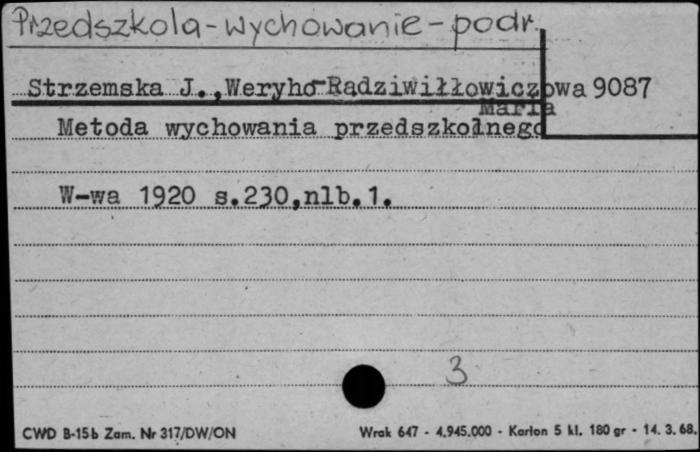 Przedszkola - wychowanie - podr.
Strzemska J., Weryho-Radziwiłłowiczowa 9087
Maria
Metoda wychowania przedszkolnego
W-wa 1920 s.230,nlb.1.
3
CWD B-15b Zam. Nr 317/DW/ON Wrak 647 - 4.945.000 - Karton 5 kl. 180 gr - 14. 3. 68.